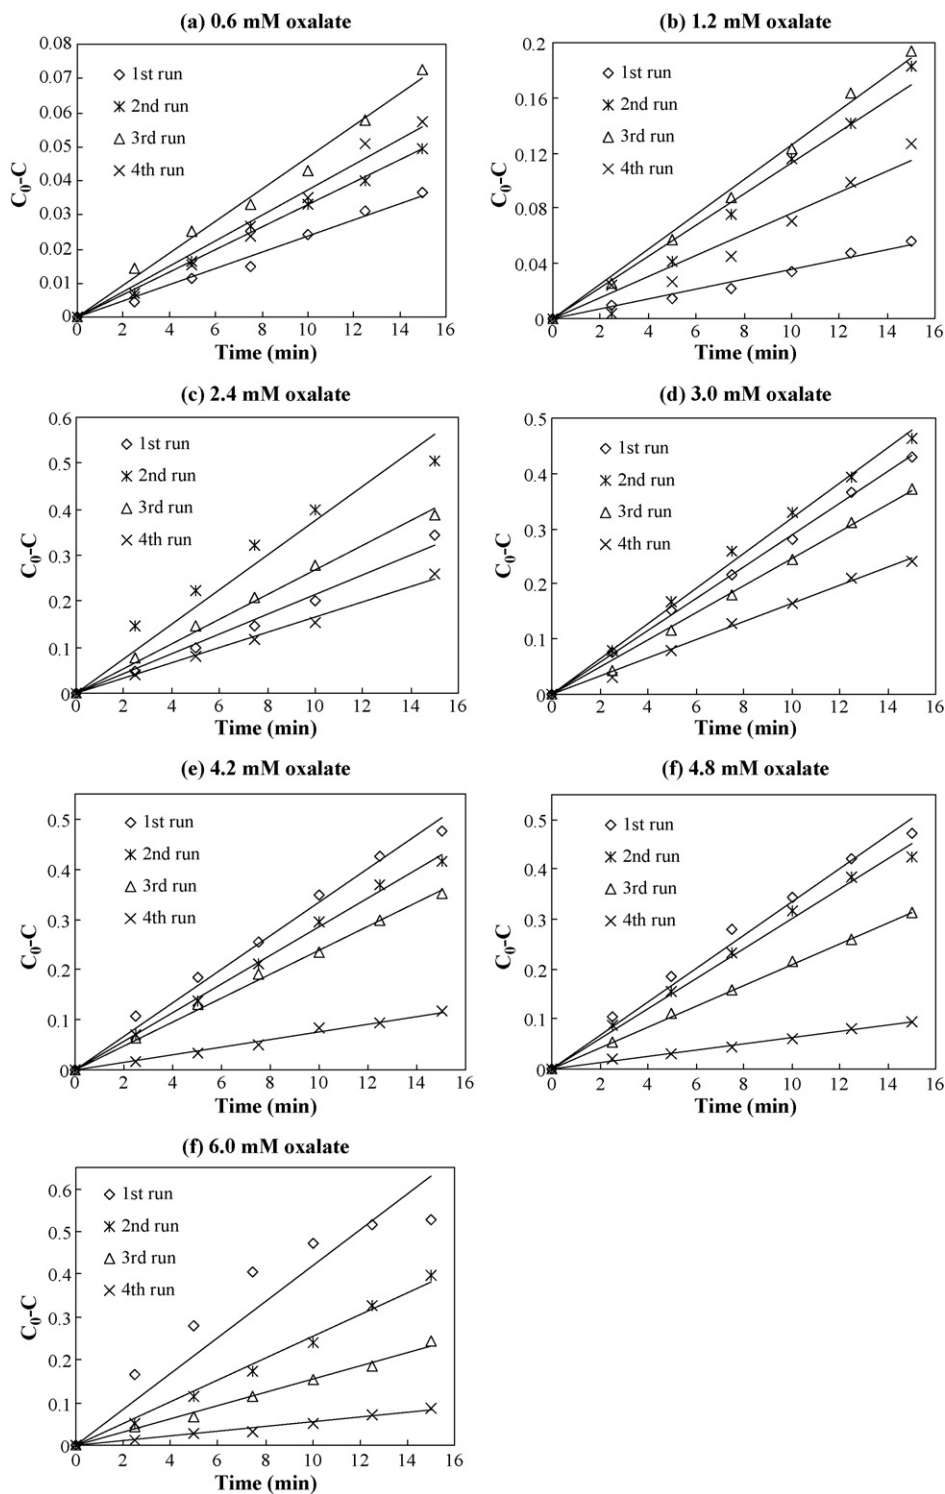 (a) 0.6 mM oxalate
0.08
0.07
0.06
0.05
0.04
0.03
0.02
0.01
0
C0-C
1st run
2nd run
3rd run
4th run
0 2 4 6 8 10 12 14 16
Time (min)
(b) 1.2 mM oxalate
0.2
0.16
0.12
0.08
0.04
0
C0-C
1st run
2nd run
3rd run
4th run
0 2 4 6 8 10 12 14 16
Time (min)
(c) 2.4 mM oxalate
0.6
0.5
0.4
0.3
0.2
0.1
0
C0-C
1st run
2nd run
3rd run
4th run
0 2 4 6 8 10 12 14 16
Time (min)
(d) 3.0 mM oxalate
0.5
0.4
0.3
0.2
0.1
0
C0-C
1st run
2nd run
3rd run
4th run
0 2 4 6 8 10 12 14 16
Time (min)
(e) 4.2 mM oxalate
0.5
0.4
0.3
0.2
0.1
0
C0-C
1st run
2nd run
3rd run
4th run
0 2 4 6 8 10 12 14 16
Time (min)
(f) 4.8 mM oxalate
0.5
0.4
0.3
0.2
0.1
0
C0-C
1st run
2nd run
3rd run
4th run
0 2 4 6 8 10 12 14 16
Time (min)
(f) 6.0 mM oxalate
0.6
0.5
0.4
0.3
0.2
0.1
0
C0-C
1st run
2nd run
3rd run
4th run
0 2 4 6 8 10 12 14 16
Time (min)